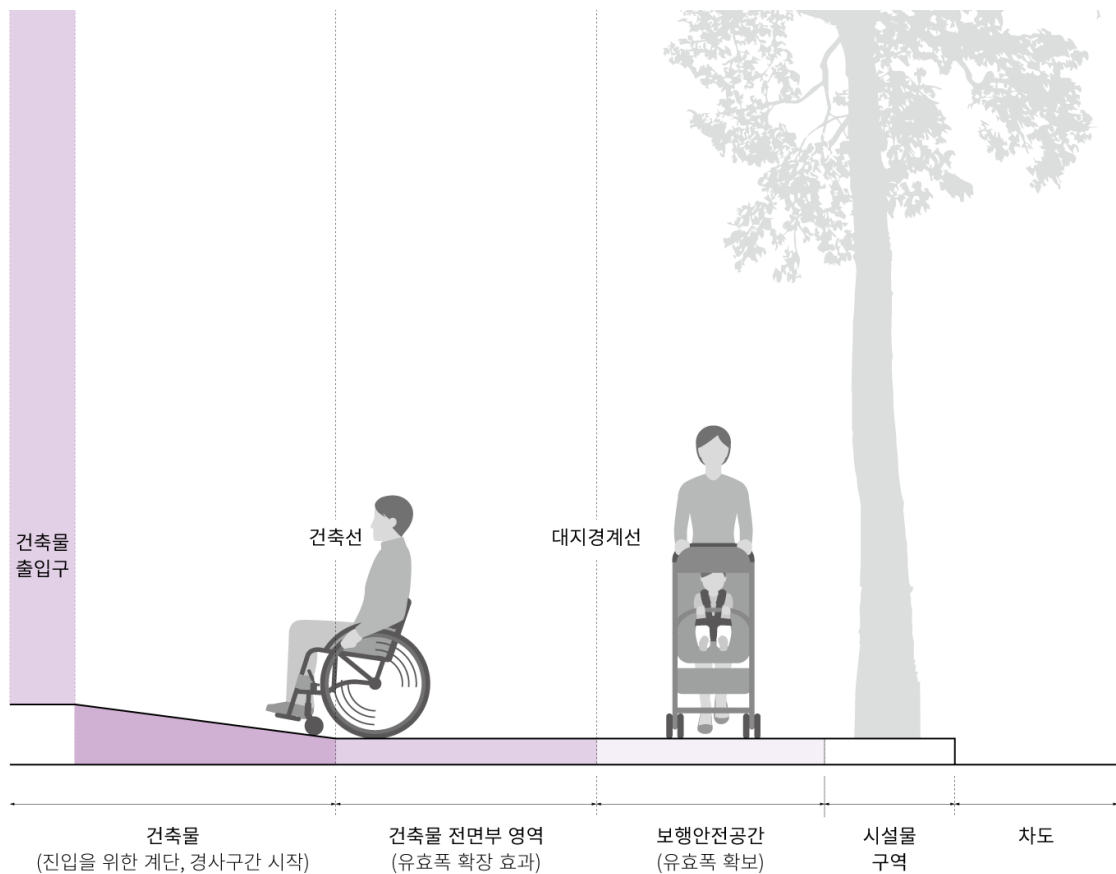 건축물
출입구
건축선
대지경계선
건축물
(진입을 위한 계단, 경사구간 시작)
건축물 전면부 영역
(유효폭 확장 효과)
보행안전공간
(유효폭 확보)
시설물
구역
차도